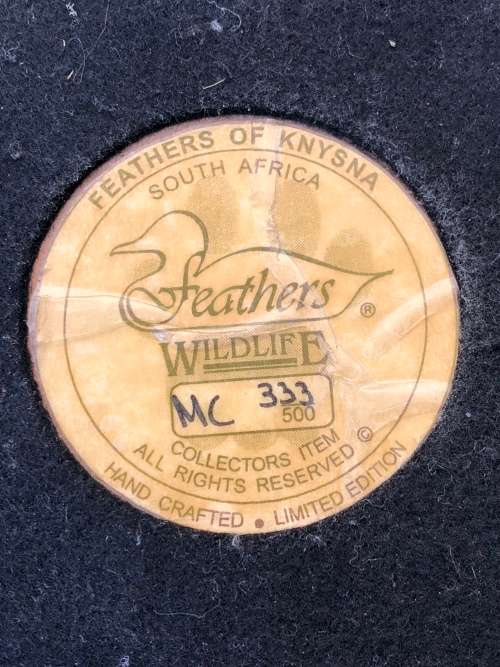 FEATHERS OF KNYSNA
SOUTH AFRICA
Feathers ®
WILDLIFE
MC 333
500
COLLECTORS ITEM
ALL RIGHTS RESERVED ©
HAND CRAFTED • LIMITED EDITION